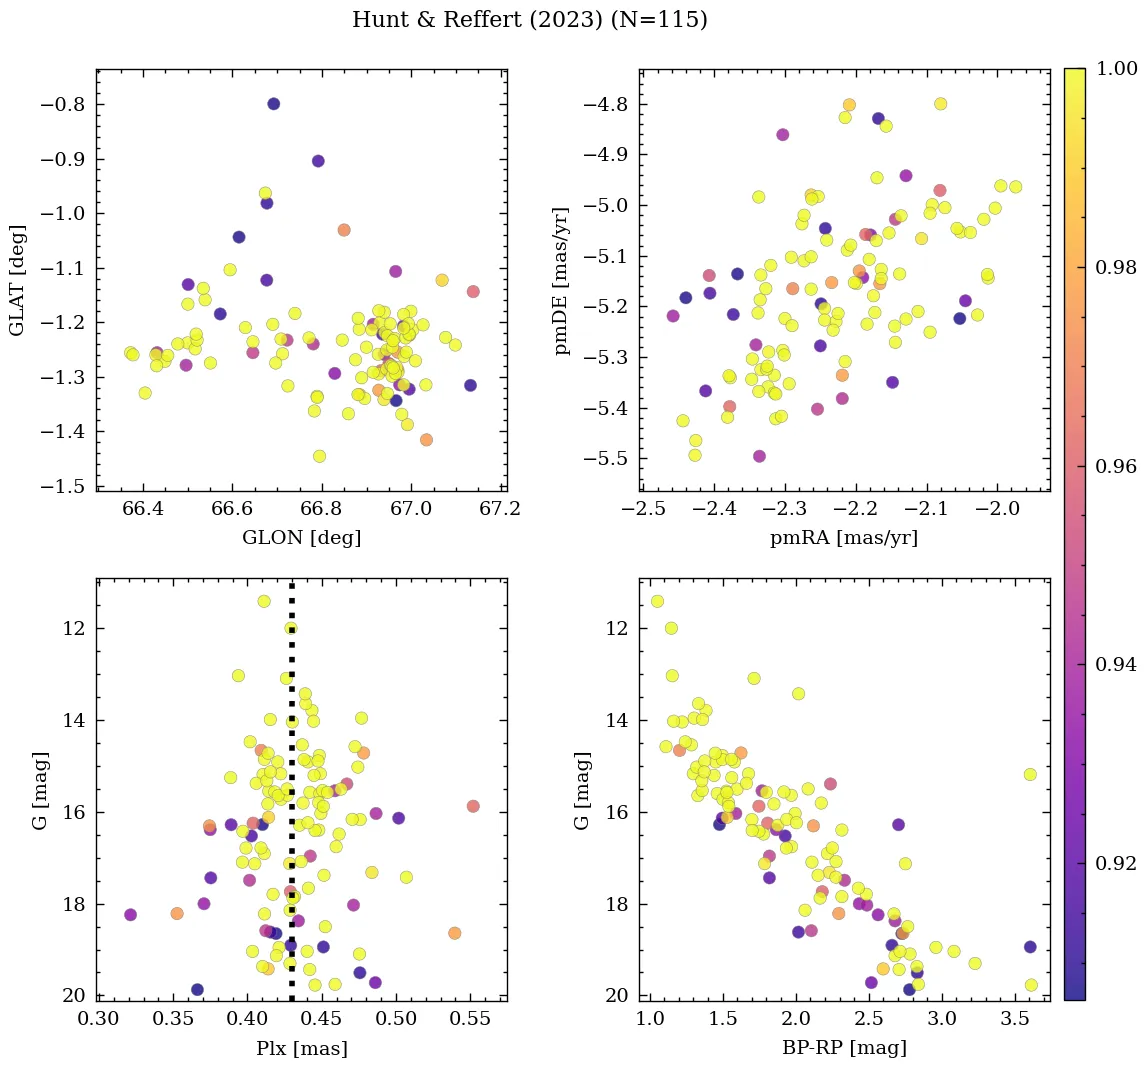 Hunt & Reffert (2023) (N=115)
−0.8
−0.9
−1.0
−1.1
−1.2
−1.3
−1.4
−1.5
GLAT [deg]
66.4 66.6 66.8 67.0 67.2
GLON [deg]
−4.8
−4.9
−5.0
−5.1
−5.2
−5.3
−5.4
−5.5
pmDE [mas/yr]
−2.5 −2.4 −2.3 −2.2 −2.1 −2.0
pmRA [mas/yr]
12
14
16
18
20
G [mag]
0.30 0.35 0.40 0.45 0.50 0.55
Plx [mas]
12
14
16
18
20
G [mag]
1.0 1.5 2.0 2.5 3.0 3.5
BP-RP [mag]
1.00
0.98
0.96
0.94
0.92